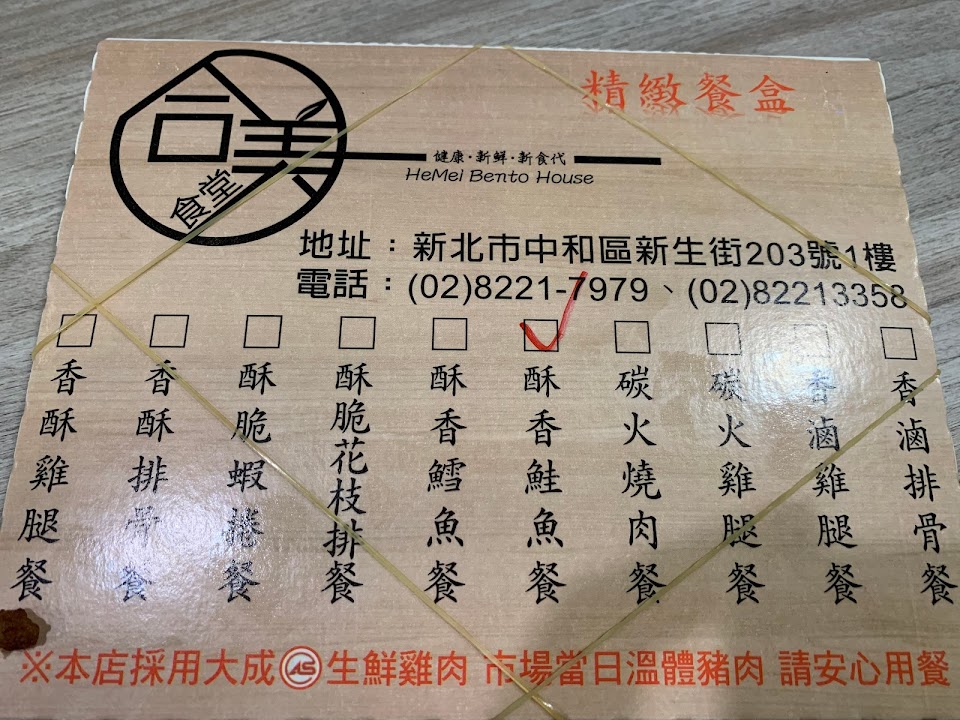 合美
食堂
精緻餐盒
健康·新鮮·新食代
HeMei Bento House
地址：新北市中和區新生街203號1樓
電話：(02)8221-7979、(02)82213358
香滷排骨餐
香滷雞腿餐
碳火雞腿餐
碳火燒肉餐
酥香鮭魚餐
酥香鱈魚餐
酥脆花枝排餐
酥脆蝦捲餐
香酥排骨餐
香酥雞腿餐
※本店採用大成AS生鮮雞肉 市場當日溫體豬肉 請安心用餐